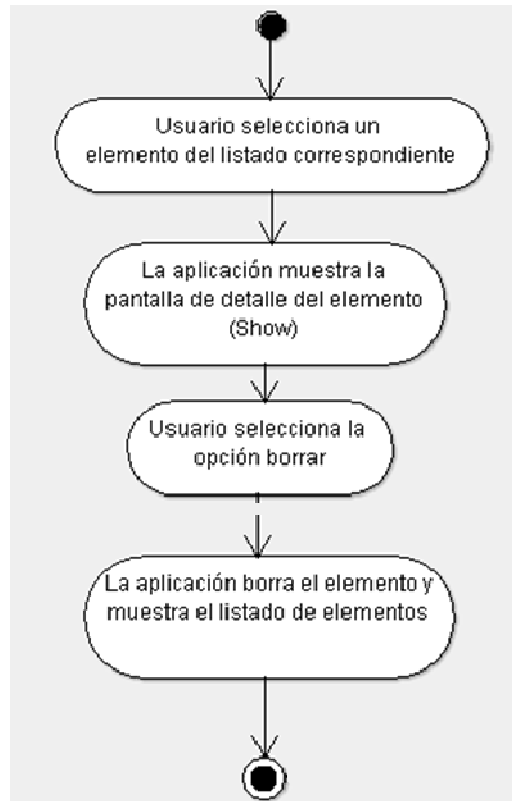 Usuario selecciona un
elemento del listado correspondiente
La aplicación muestra la
pantalla de detalle del elemento
(Show)
Usuario selecciona la
opción borrar
La aplicación borra el elemento y
muestra el listado de elementos